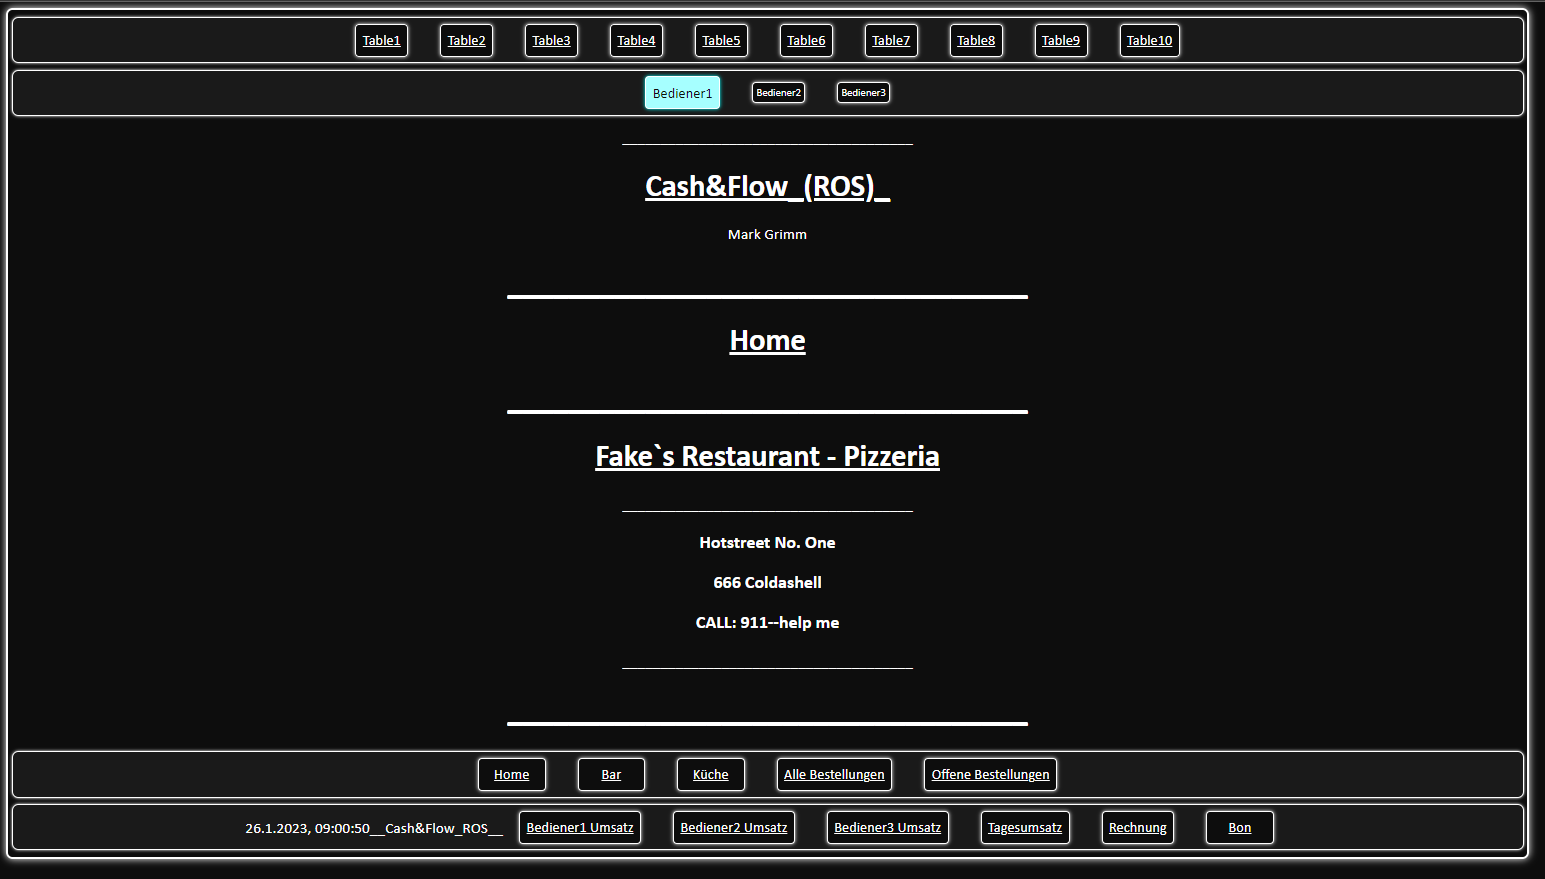 Table1 Table2 Table3 Table4 Table5 Table6 Table7 Table8 Table9 Table10
Bediener1 Bediener2 Bediener3
Cash&Flow_(ROS)_
Mark Grimm
Home
Fake`s Restaurant - Pizzeria
Hotstreet No. One
666 Coldashell
CALL: 911--help me
Home Bar Küche Alle Bestellungen Offene Bestellungen
26.1.2023, 09:00:50__Cash&Flow_ROS__ Bediener1 Umsatz Bediener2 Umsatz Bediener3 Umsatz Tagesumsatz Rechnung Bon